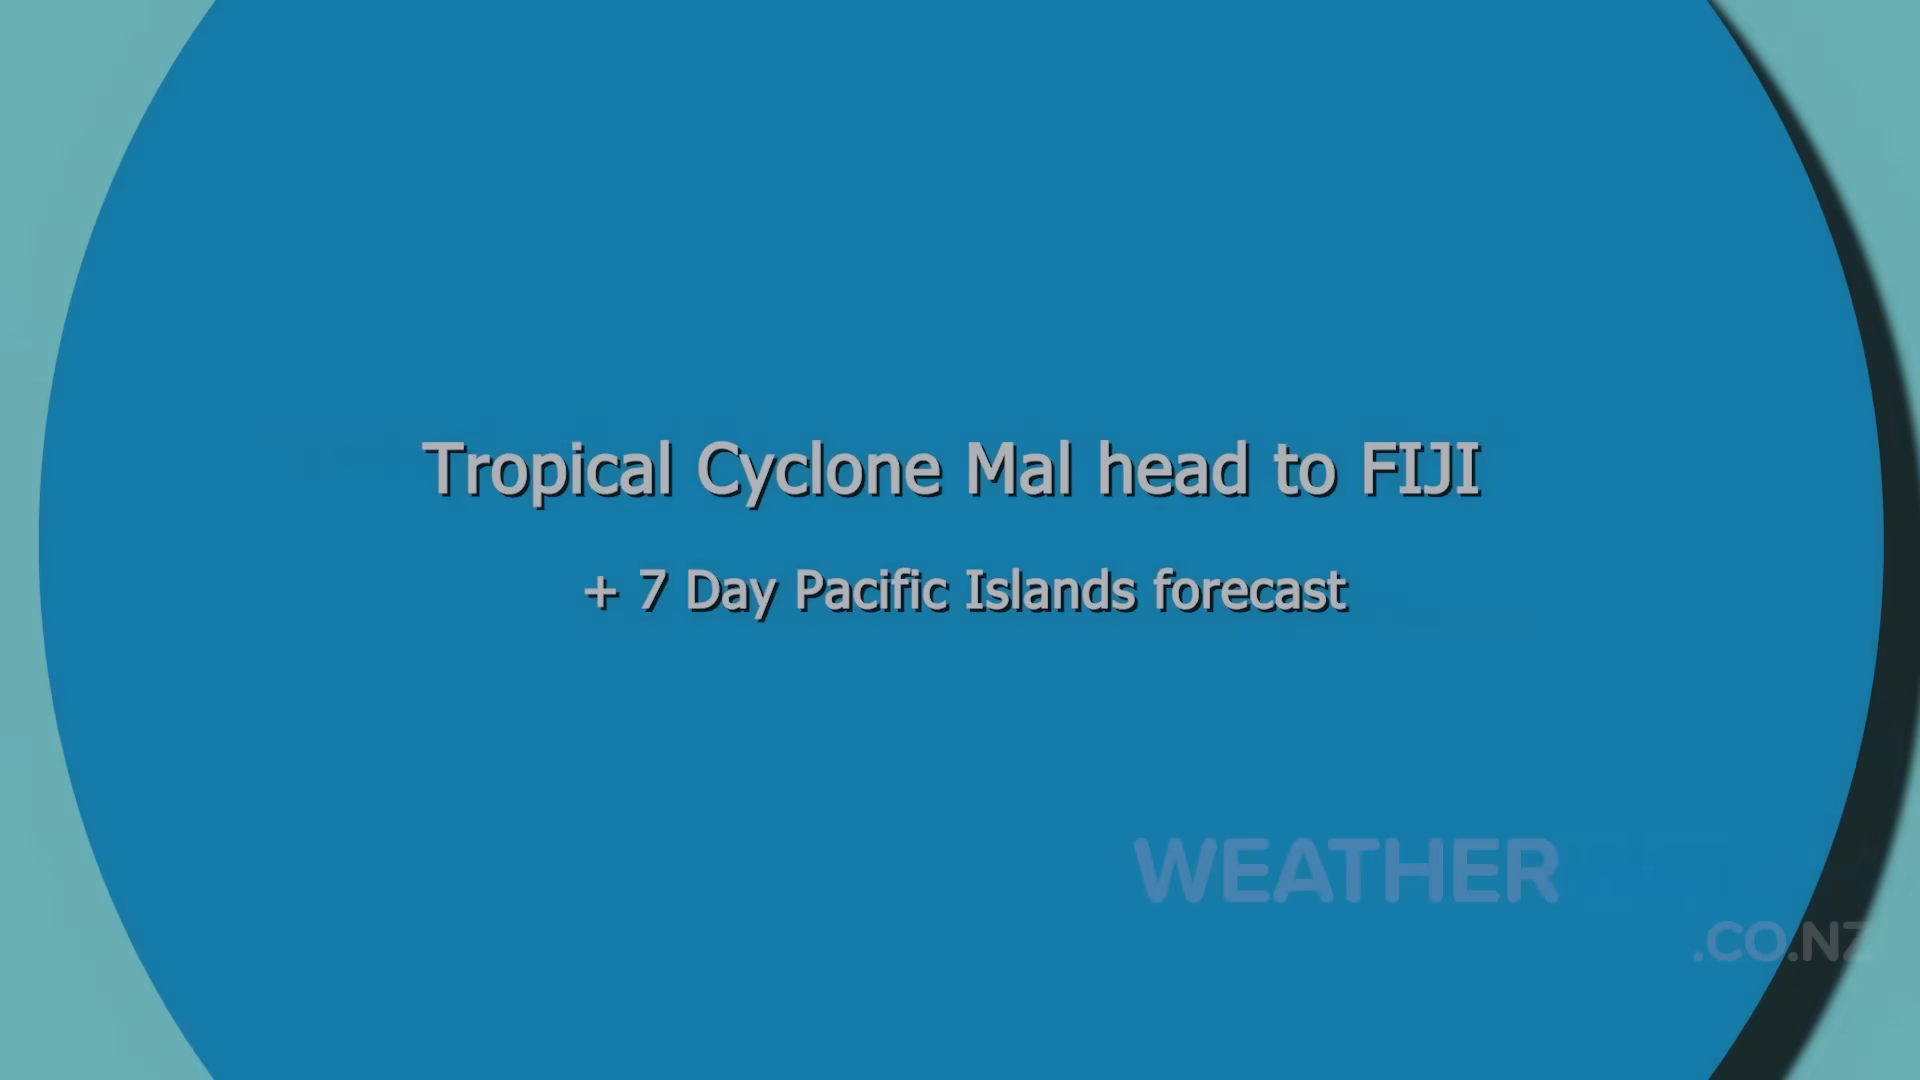 Tropical Cyclone Mal head to FIJI
+ 7 Day Pacific Islands forecast
WEATHER
.CO.NZ